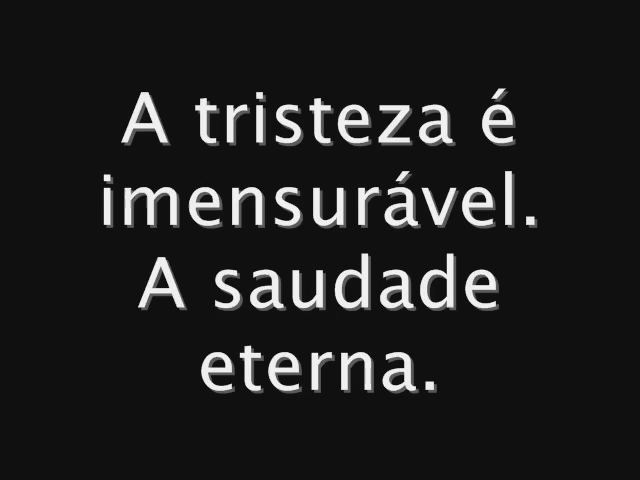 A tristeza é
imensurável.
A saudade
eterna.